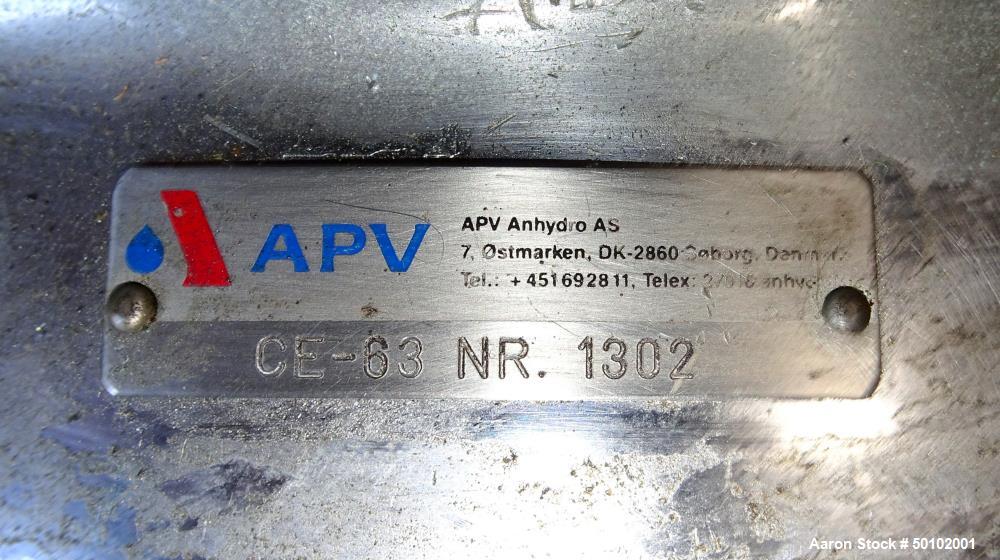 APV
APV Anhydro AS
7, Østmarken, DK-2860 Søborg, Danmark
Tel.: + 451692811, Telex:
CE-63 NR. 1302
Aaron Stock # 50102001